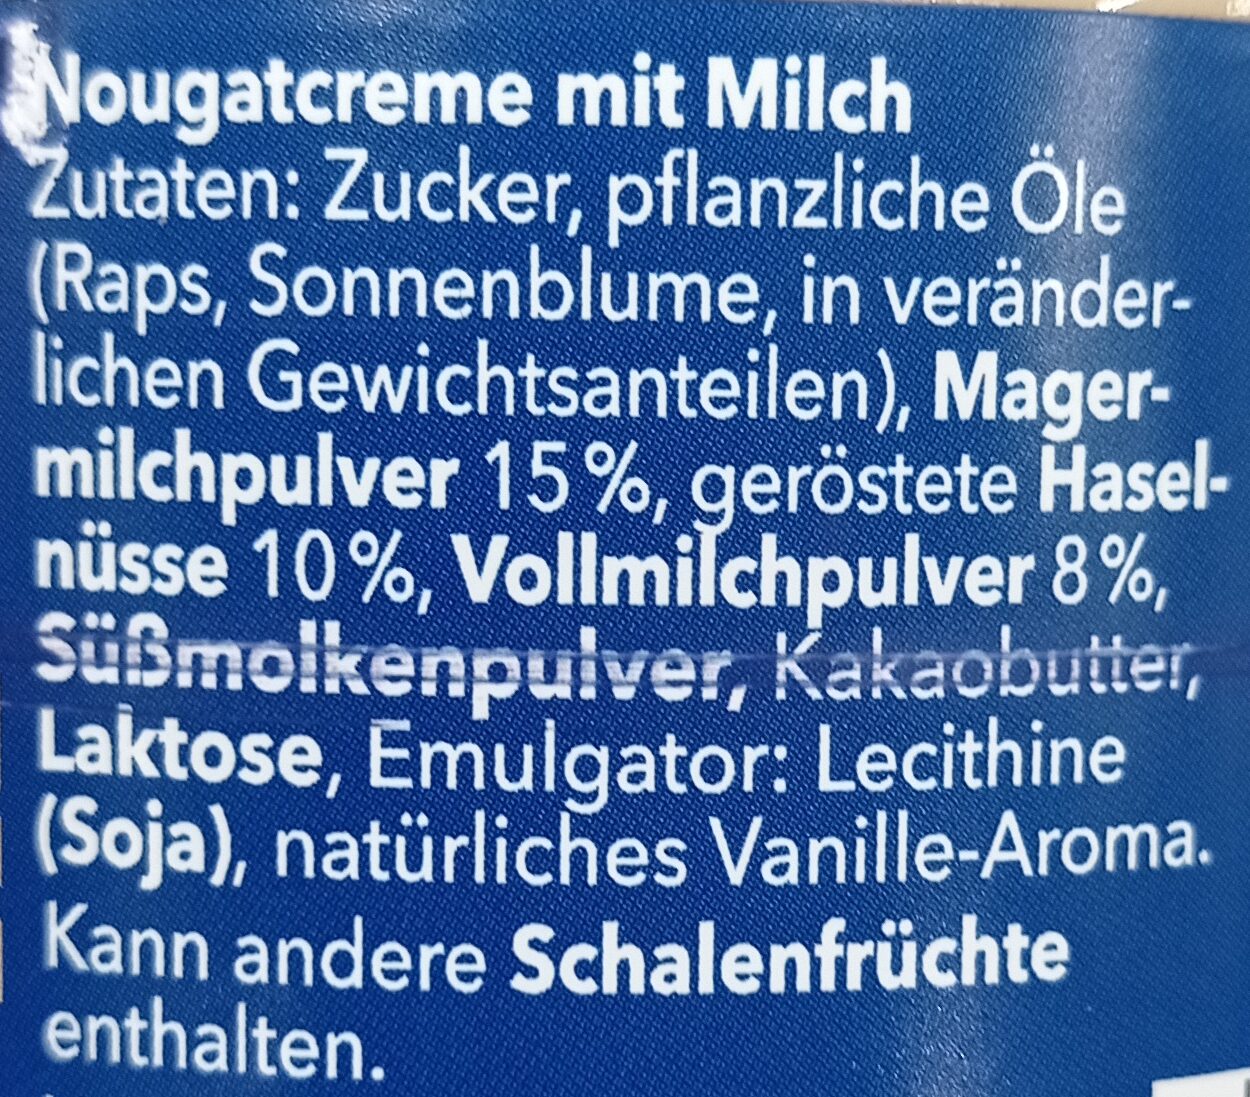 Nougatcreme mit Milch
Zutaten: Zucker, pflanzliche Öle
(Raps, Sonnenblume, in veränder-
lichen Gewichtsanteilen), Mager-
milchpulver 15%, geröstete Hasel-
nüsse 10%, Vollmilchpulver 8%,
Süßmolkenpulver, Kakaobutter,
Laktose, Emulgator: Lecithine
(Soja), natürliches Vanille-Aroma.
Kann andere Schalenfrüchte
enthalten.